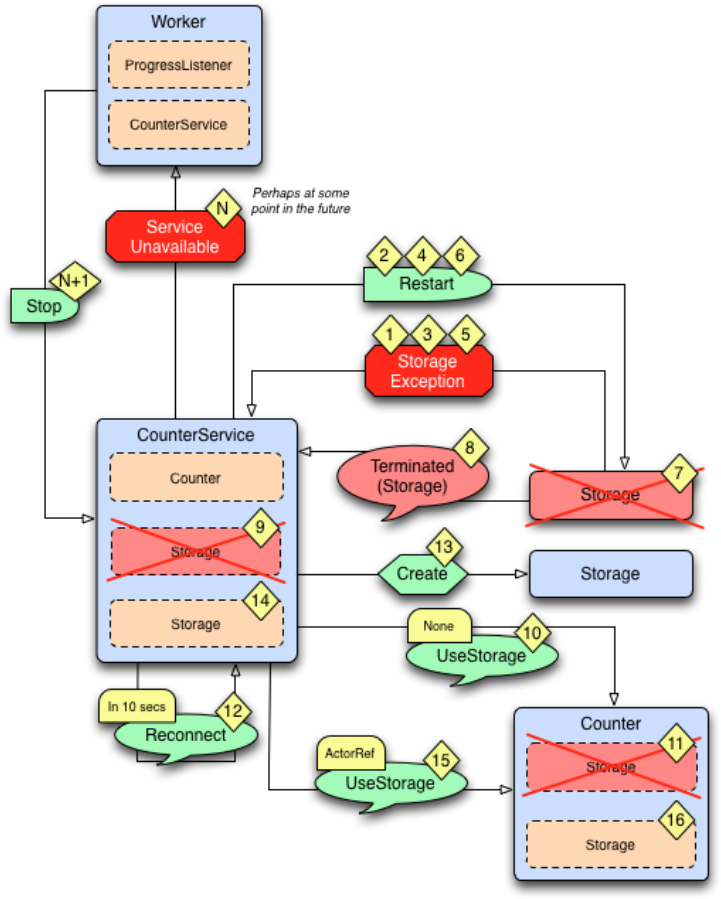 Worker
ProgressListener
CounterService
Perhaps at some
point in the future
N
Service
Unavailable
N+1
Stop
2 4 6
Restart
1 3 5
Storage
Exception
CounterService
Counter
9
Storage
14
Storage
8
Terminated
(Storage)
7
Storage
13
Create
Storage
None
10
UseStorage
In 10 secs
12
Reconnect
ActorRef
15
UseStorage
Counter
11
Storage
16
Storage